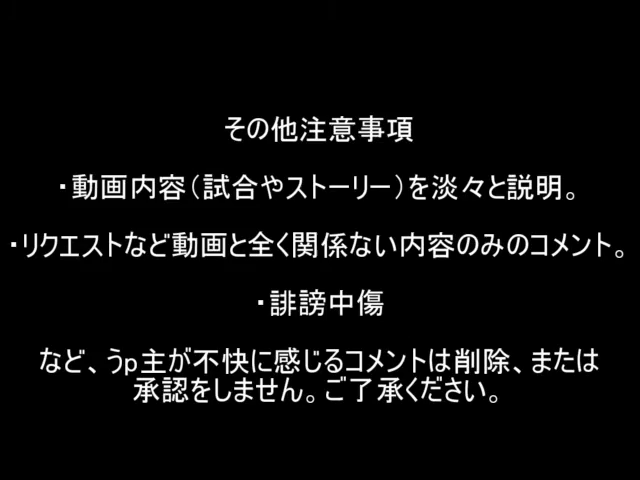 その他注意事項
・動画内容（試合やストーリー）を淡々と説明。
・リクエストなど動画と全く関係ない内容のみのコメント。
・誹謗中傷
など、うp主が不快に感じるコメントは削除、または
承認をしません。ご了承ください。